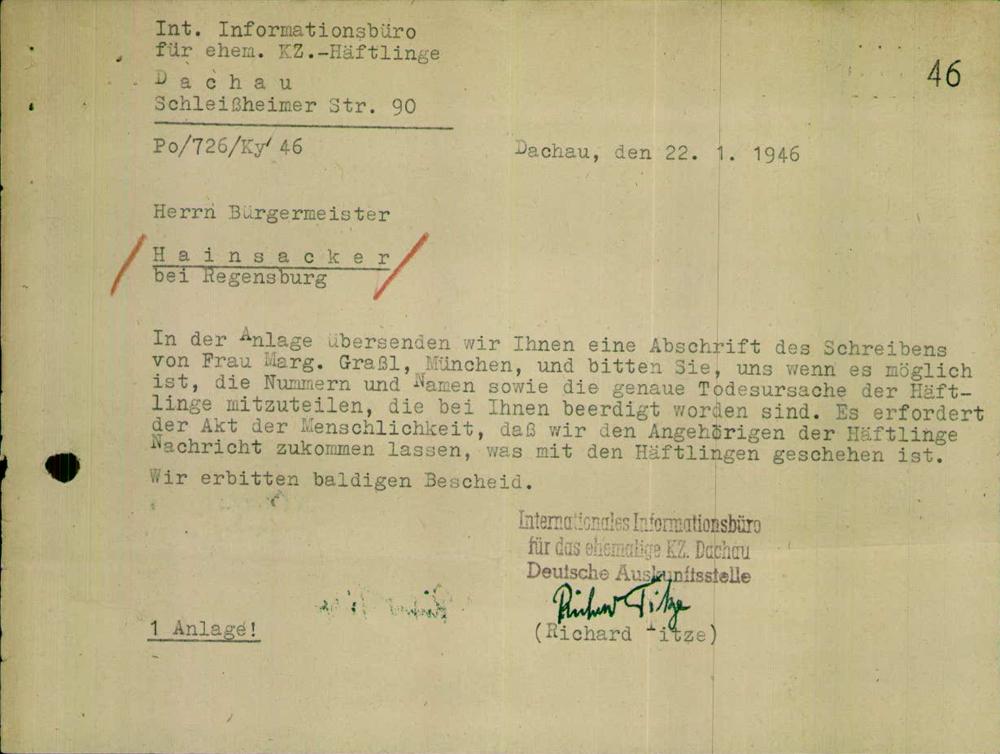 Int. Informationsbüro
für ehem. KZ.-Häftlinge
D a c h a u
Schleißheimer Str. 90
46
Po/726/Ky 46
Dachau, den 22. 1. 1946
Herrn Bürgermeister
H a i n s a c k e r
bei Regensburg
In der Anlage übersenden wir Ihnen eine Abschrift des Schreibens
von Frau Marg. Graßl, München, und bitten Sie, uns wenn es möglich
ist, die Nummern und Namen sowie die genaue Todesursache der Häft-
linge mitzuteilen, die bei Ihnen beerdigt worden sind. Es erfordert
der Akt der Menschlichkeit, daß wir den Angehörigen der Häftlinge
Nachricht zukommen lassen, was mit den Häftlingen geschehen ist.
Wir erbitten baldigen Bescheid.
Internationales Informationsbüro
für das ehemalige KZ. Dachau
Deutsche Auskunftsstelle
Richard Titze
1 Anlage!
(Richard Titze)